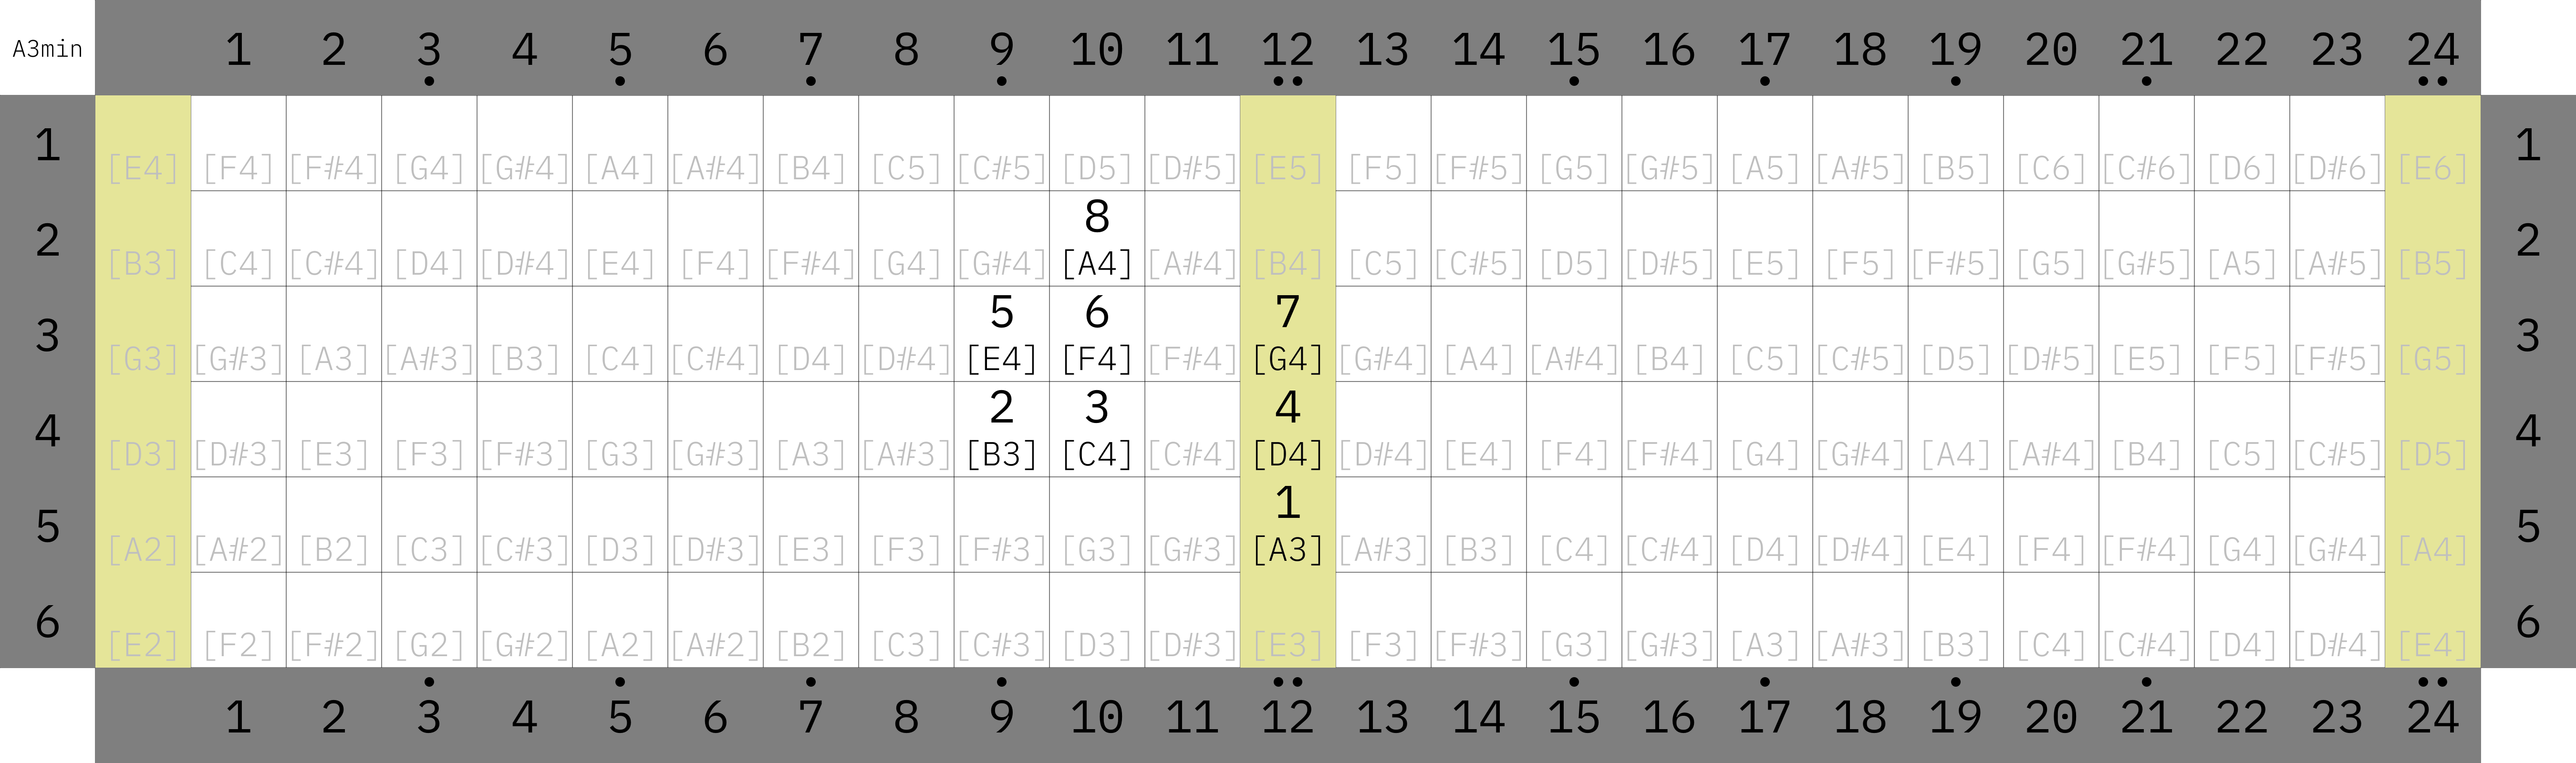 A3min 1 2 3 4 5 6 7 8 9 10 11 12 13 14 15 16 17 18 19 20 21 22 23 24
1 [E4] [F4] [F#4] [G4] [G#4] [A4] [A#4] [B4] [C5] [C#5] [D5] [D#5] [E5] [F5] [F#5] [G5] [G#5] [A5] [A#5] [B5] [C6] [C#6] [D6] [D#6] [E6] 1
8
2 [B3] [C4] [C#4] [D4] [D#4] [E4] [F4] [F#4] [G4] [G#4] [A4] [A#4] [B4] [C5] [C#5] [D5] [D#5] [E5] [F5] [F#5] [G5] [G#5] [A5] [A#5] [B5] 2
5 6 7
3 [G3] [G#3] [A3] [A#3] [B3] [C4] [C#4] [D4] [D#4] [E4] [F4] [F#4] [G4] [G#4] [A4] [A#4] [B4] [C5] [C#5] [D5] [D#5] [E5] [F5] [F#5] [G5] 3
2 3 4
4 [D3] [D#3] [E3] [F3] [F#3] [G3] [G#3] [A3] [A#3] [B3] [C4] [C#4] [D4] [D#4] [E4] [F4] [F#4] [G4] [G#4] [A4] [A#4] [B4] [C5] [C#5] [D5] 4
1
5 [A2] [A#2] [B2] [C3] [C#3] [D3] [D#3] [E3] [F3] [F#3] [G3] [G#3] [A3] [A#3] [B3] [C4] [C#4] [D4] [D#4] [E4] [F4] [F#4] [G4] [G#4] [A4] 5
6 [E2] [F2] [F#2] [G2] [G#2] [A2] [A#2] [B2] [C3] [C#3] [D3] [D#3] [E3] [F3] [F#3] [G3] [G#3] [A3] [A#3] [B3] [C4] [C#4] [D4] [D#4] [E4] 6
1 2 3 4 5 6 7 8 9 10 11 12 13 14 15 16 17 18 19 20 21 22 23 24